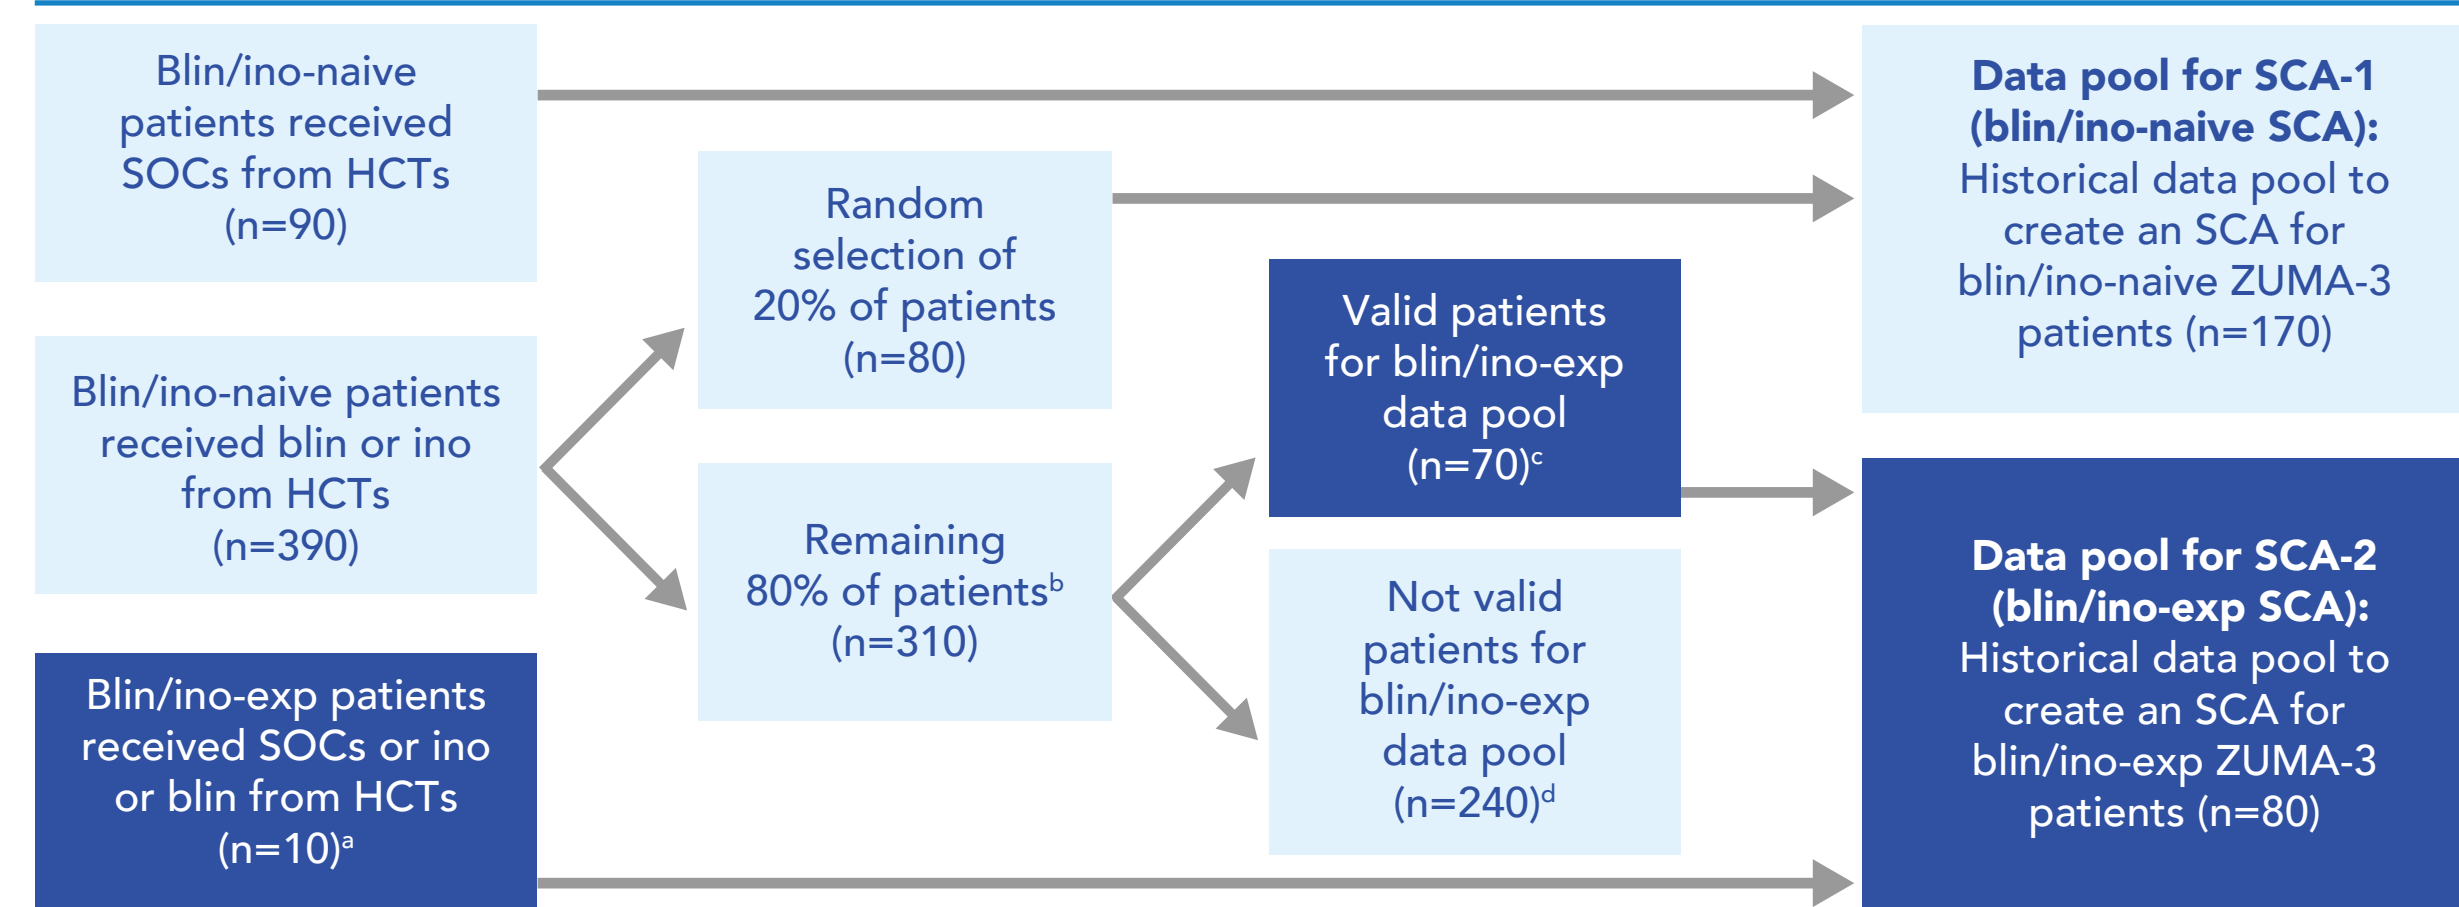 Blin/ino-naive
patients received
SOCs from HCTs
(n=90)
Blin/ino-naive patients
received blin or ino
from HCTs
(n=390)
Blin/ino-exp patients
received SOCs or ino
or blin from HCTs
(n=10)ᵃ
Random
selection of
20% of patients
(n=80)
Remaining
80% of patientsᵇ
(n=310)
Valid patients
for blin/ino-exp
data pool
(n=70)ᶜ
Not valid
patients for
blin/ino-exp
data pool
(n=240)ᵈ
Data pool for SCA-1
(blin/ino-naive SCA):
Historical data pool to
create an SCA for
blin/ino-naive ZUMA-3
patients (n=170)
Data pool for SCA-2
(blin/ino-exp SCA):
Historical data pool to
create an SCA for
blin/ino-exp ZUMA-3
patients (n=80)